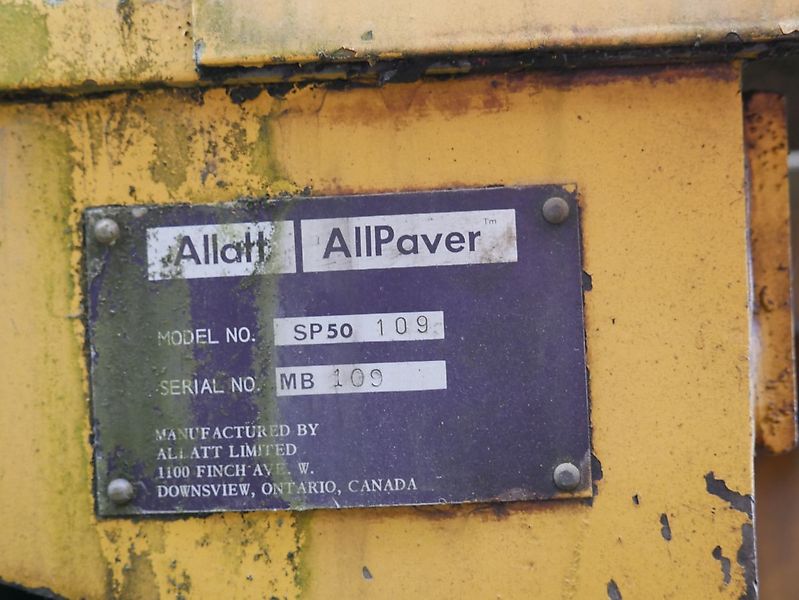 Allatt AllPaver™
MODEL NO. SP50 109
SERIAL NO. MB 109
MANUFACTURED BY
ALLATT LIMITED
1100 FINCH AVE. W.
DOWNSVIEW, ONTARIO, CANADA